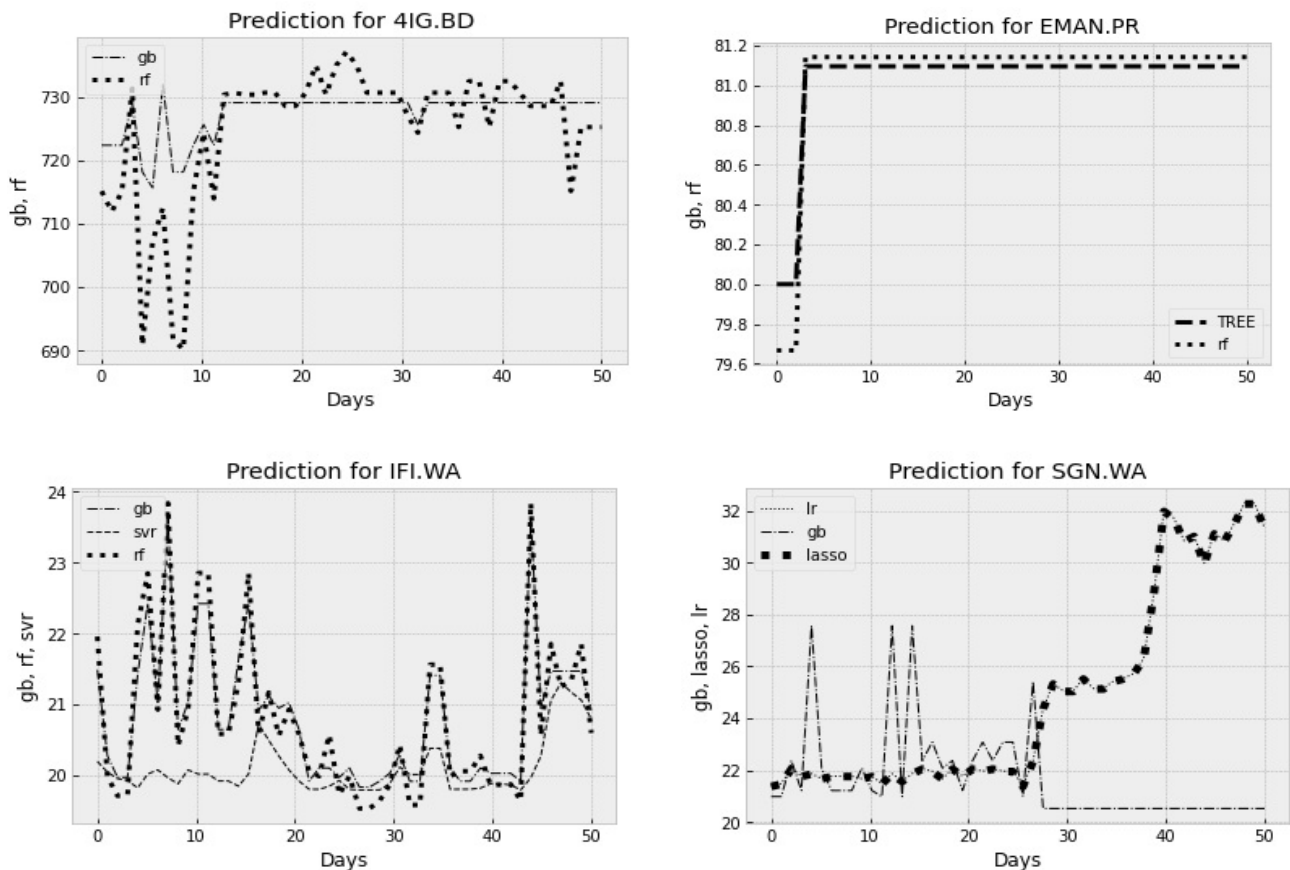 Prediction for 4IG.BD
gb
rf
730
720
710
700
690
gb, rf
0 10 20 30 40 50
Days
Prediction for EMAN.PR
81.2
81.0
80.8
80.6
80.4
80.2
80.0
79.8
79.6
gb, rf
TREE
rf
0 10 20 30 40 50
Days
Prediction for IFI.WA
gb
svr
rf
24
23
22
21
20
gb, rf, svr
0 10 20 30 40 50
Days
Prediction for SGN.WA
lr
gb
lasso
32
30
28
26
24
22
20
gb, lasso, lr
0 10 20 30 40 50
Days